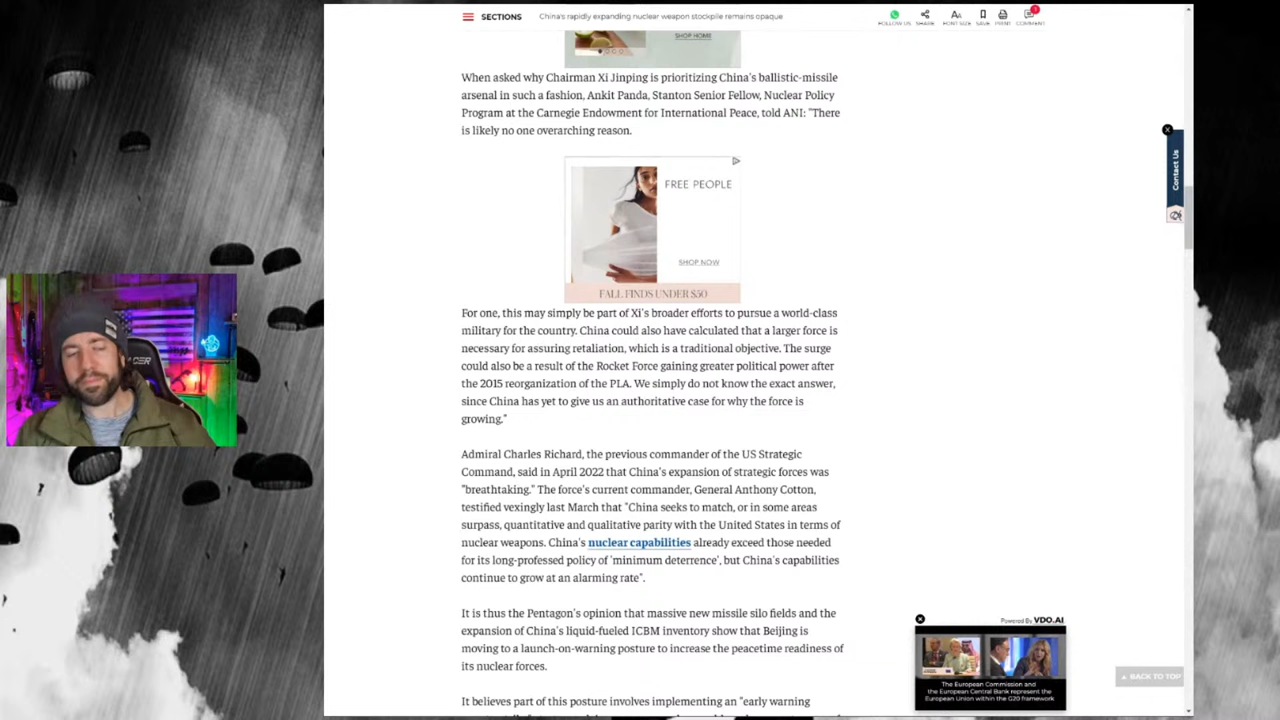 SECTIONS
China's rapidly expanding nuclear weapon stockpile remains opaque
FOLLOW US
SHARE
FONT SIZE
SAVE
PRINT
COMMENT
SHOP HOME
When asked why Chairman Xi Jinping is prioritizing China's ballistic-missile
arsenal in such a fashion, Ankit Panda, Stanton Senior Fellow, Nuclear Policy
Program at the Carnegie Endowment for International Peace, told ANI: "There
is likely no one overarching reason.
FREE PEOPLE
SHOP NOW
FALL FINDS UNDER $50
Contact Us
For one, this may simply be part of Xi's broader efforts to pursue a world-class
military for the country. China could also have calculated that a larger force is
necessary for assuring retaliation, which is a traditional objective. The surge
could also be a result of the Rocket Force gaining greater political power after
the 2015 reorganization of the PLA. We simply do not know the exact answer,
since China has yet to give us an authoritative case for why the force is
growing."
Admiral Charles Richard, the previous commander of the US Strategic
Command, said in April 2022 that China's expansion of strategic forces was
"breathtaking." The force's current commander, General Anthony Cotton,
testified vexingly last March that "China seeks to match, or in some areas
surpass, quantitative and qualitative parity with the United States in terms of
nuclear weapons. China's nuclear capabilities already exceed those needed
for its long-professed policy of 'minimum deterrence', but China's capabilities
continue to grow at an alarming rate".
It is thus the Pentagon's opinion that massive new missile silo fields and the
expansion of China's liquid-fueled ICBM inventory show that Beijing is
moving to a launch-on-warning posture to increase the peacetime readiness of
its nuclear forces.
It believes part of this posture involves implementing an "early warning
Powered By VDO.AI
The European Commission and
the European Central Bank represent the
European Union within the G20 framework
BACK TO TOP